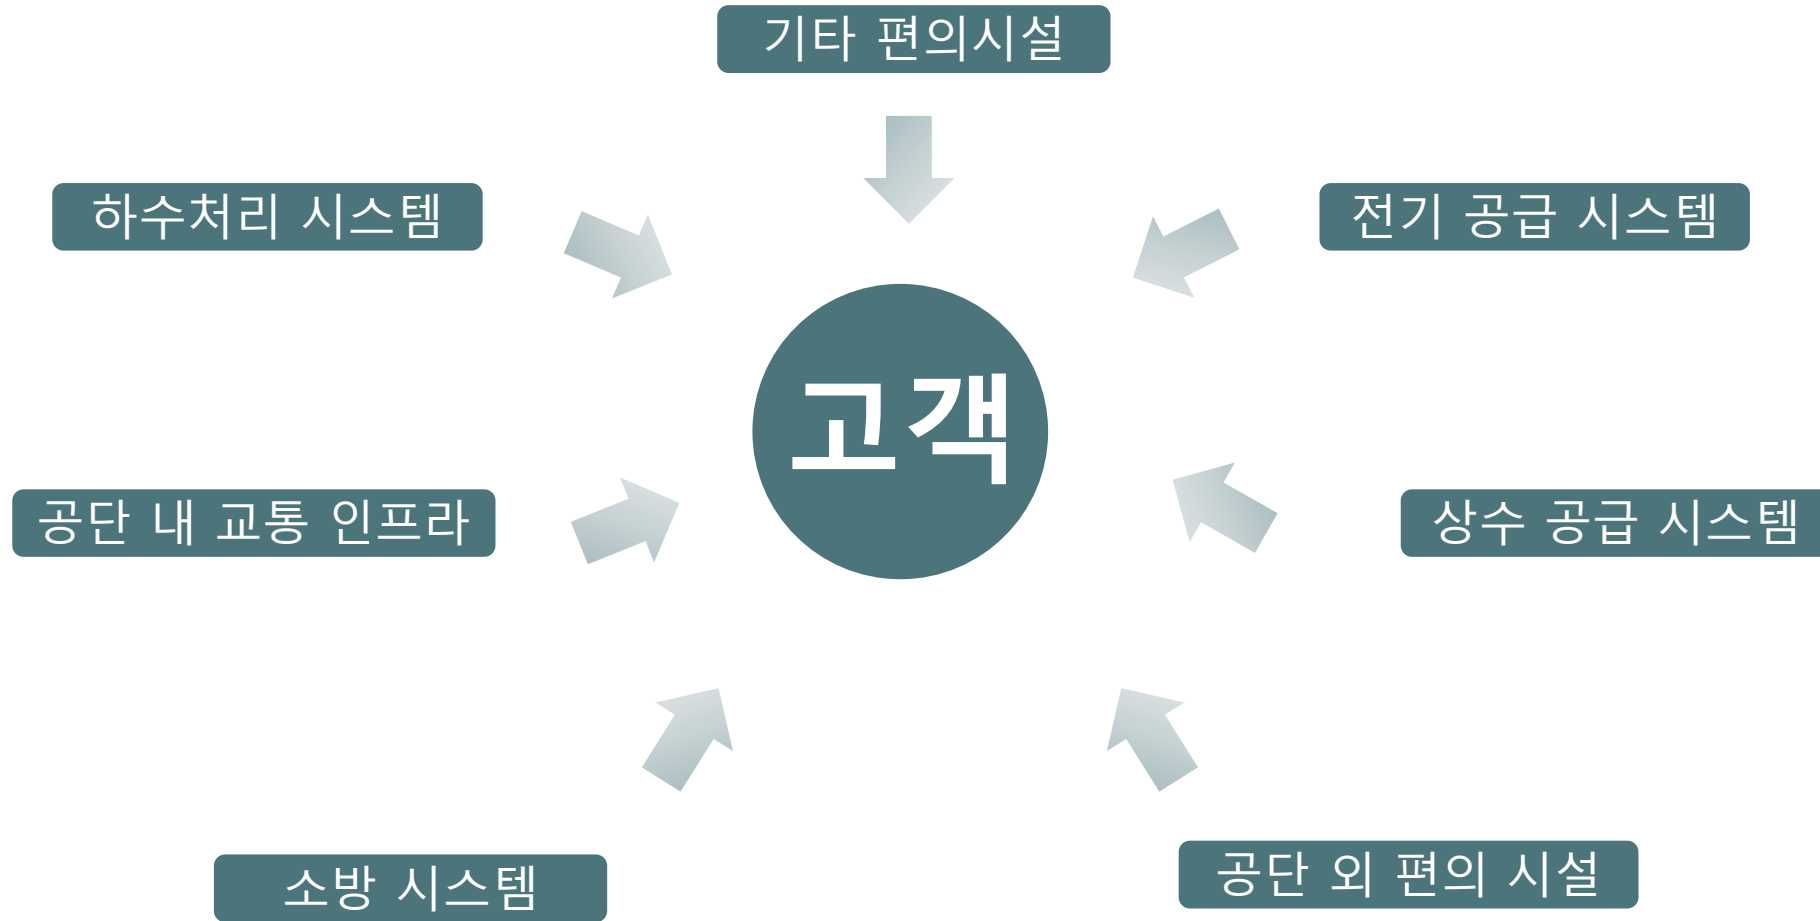 기타 편의시설
하수처리 시스템
전기 공급 시스템
고객
공단 내 교통 인프라
상수 공급 시스템
소방 시스템
공단 외 편의 시설